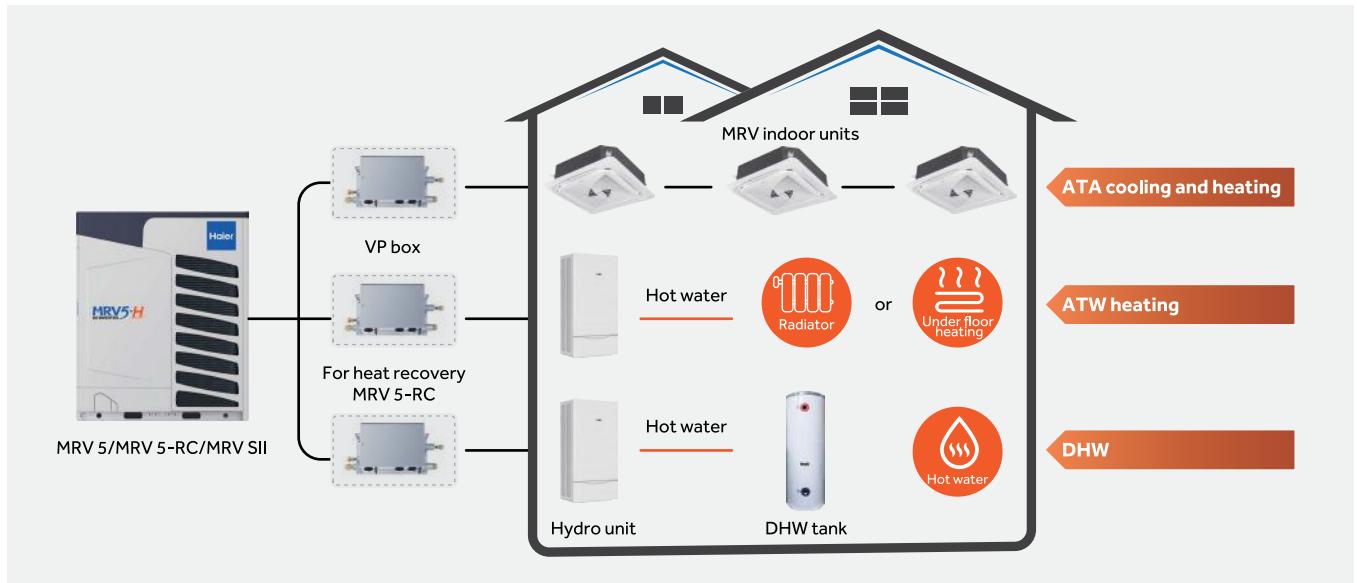 MRV indoor units
ATA cooling and heating
VP box
Haier
MRV5-H
Hot water
Radiator
or
Under floor
heating
ATW heating
For heat recovery
MRV 5-RC
MRV 5/MRV 5-RC/MRV SII
Hot water
Hot water
DHW
Hydro unit
DHW tank